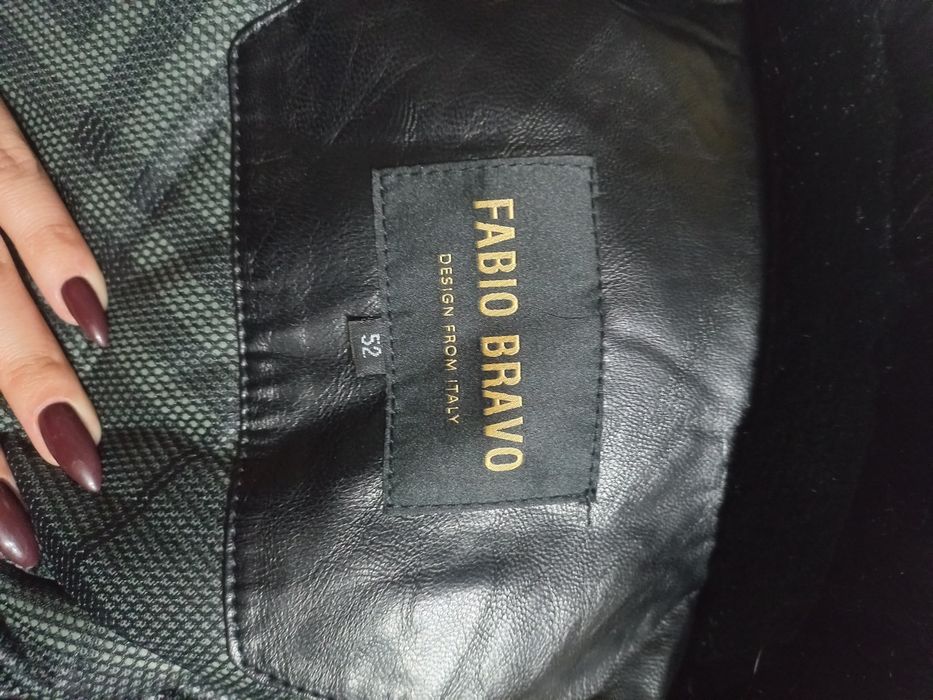 FABIO BRAVO
DESIGN FROM ITALY
52